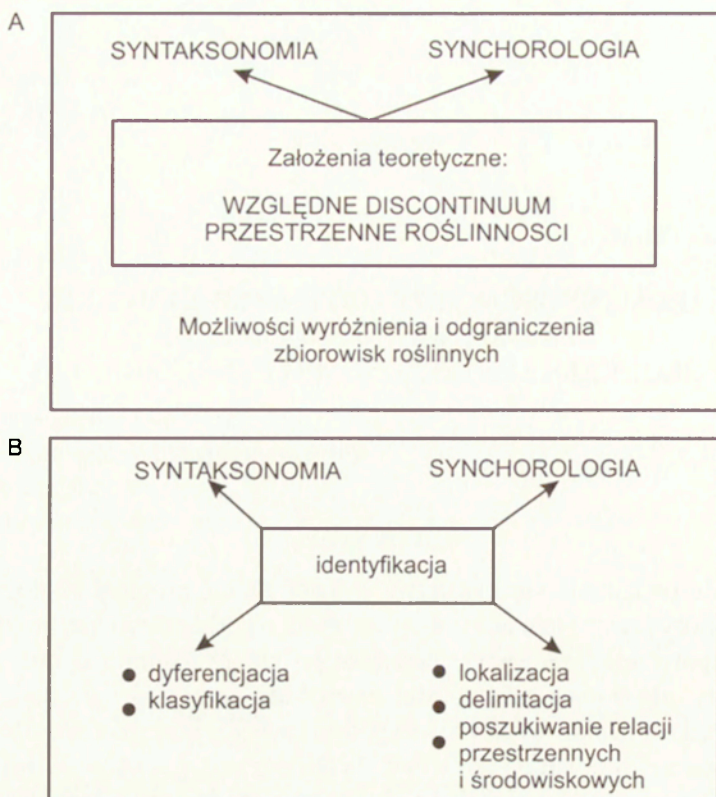 A
SYNTAKSONOMIA SYNCHOROLOGIA
Założenia teoretyczne:
WZGLĘDNE DISCONTINUUM
PRZESTRZENNE ROŚLINNOSCI
Możliwości wyróżnienia i odgraniczenia
zbiorowisk roślinnych
B
SYNTAKSONOMIA SYNCHOROLOGIA
identyfikacja
● dyferencjacja
● klasyfikacja
● lokalizacja
● delimitacja
poszukiwanie relacji
● przestrzennych
i środowiskowych